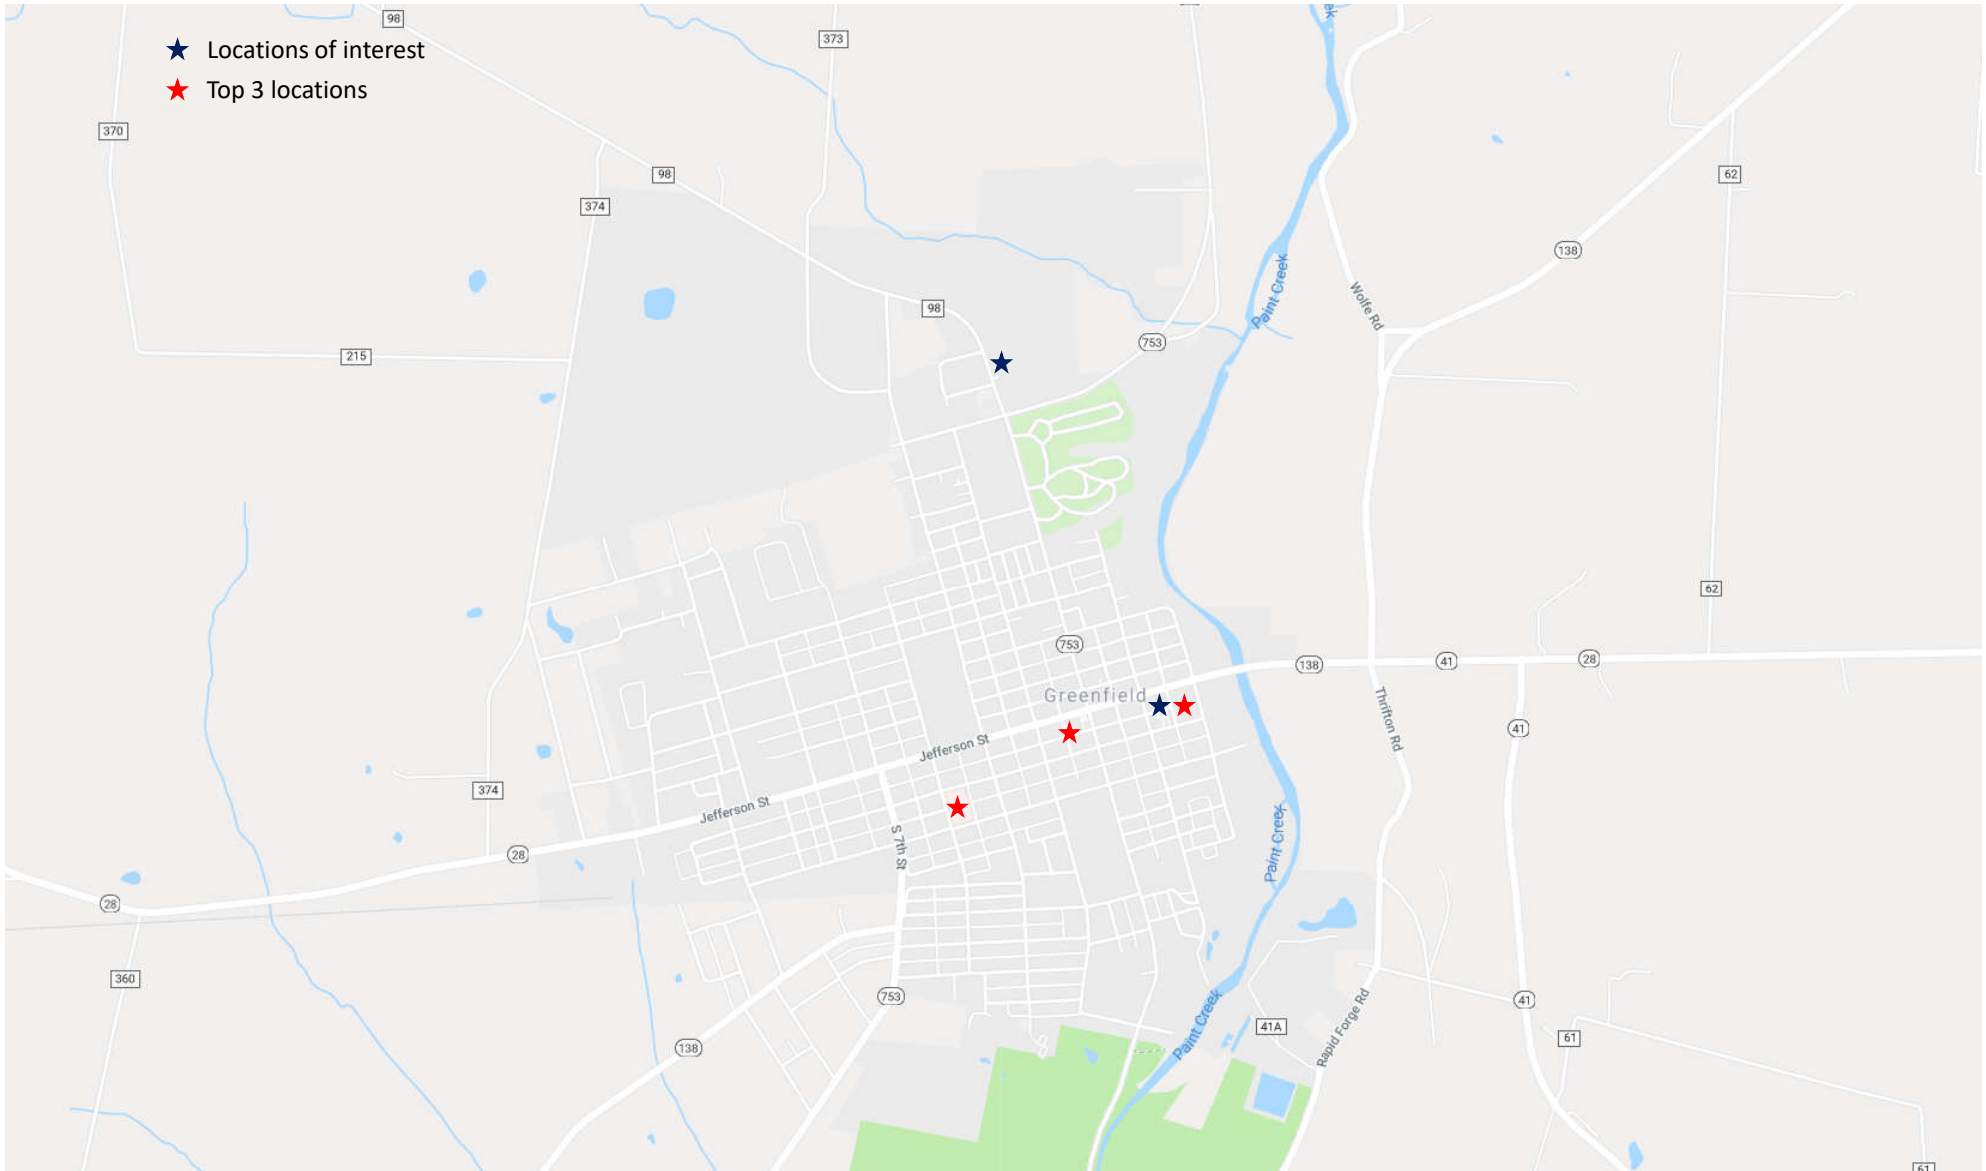 98
373
ek
Locations of interest
Top 3 locations
370
98
62
374
138
Paint Creek
Wolfe Rd
98
753
215
62
753
138
41
28
Greenfield
Thrifton Rd
41
Jefferson St
374
Jefferson St
S 7th St
Paint Creek
28
28
360
753
41
Paint Creek
41A
Rapid Forge Rd
61
138
61